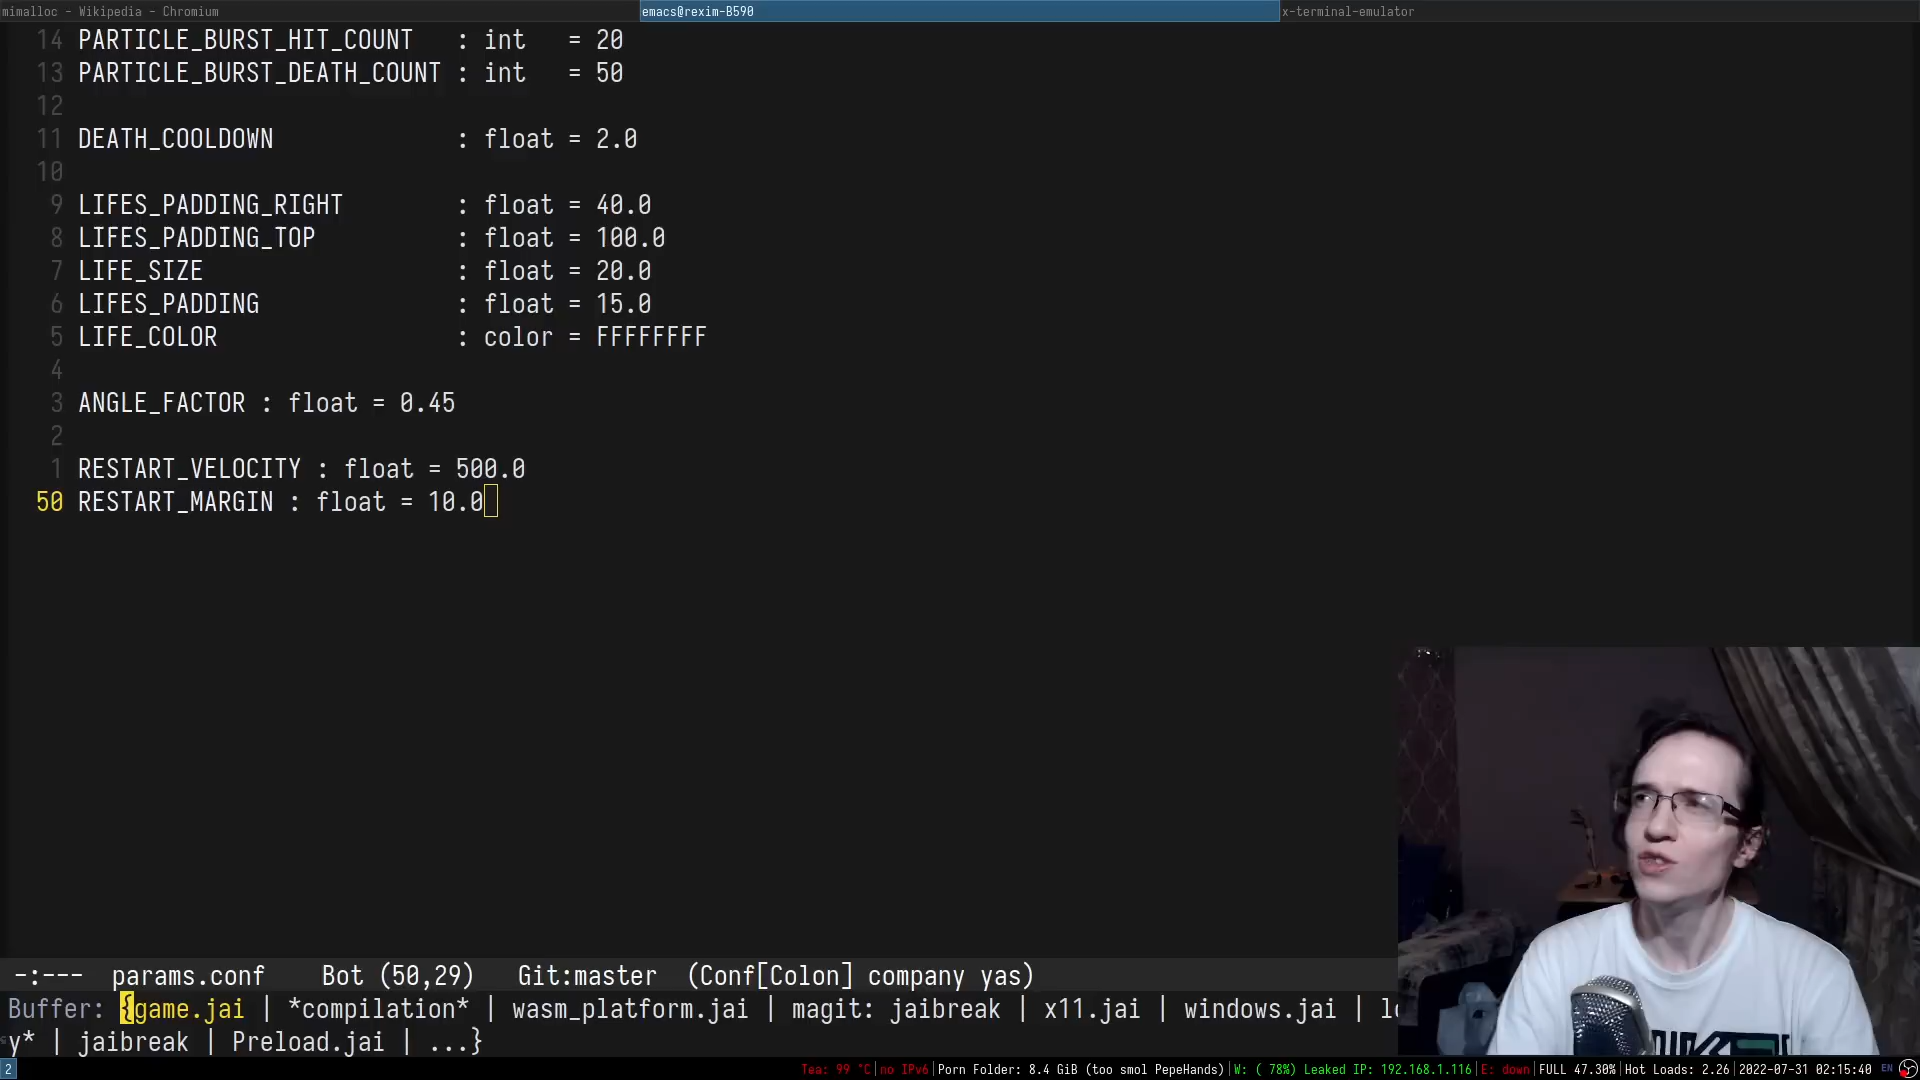 mimalloc - Wikipedia - Chromium
emacs@rexim-B590
x-terminal-emulator
14 PARTICLE_BURST_HIT_COUNT : int = 20
13 PARTICLE_BURST_DEATH_COUNT : int = 50
12
11 DEATH_COOLDOWN : float = 2.0
10
9 LIFES_PADDING_RIGHT : float = 40.0
8 LIFES_PADDING_TOP : float = 100.0
7 LIFE_SIZE : float = 20.0
6 LIFES_PADDING : float = 15.0
5 LIFE_COLOR : color = FFFFFFFF
4
3 ANGLE_FACTOR : float = 0.45
2
1 RESTART_VELOCITY : float = 500.0
50 RESTART_MARGIN : float = 10.0
-:--- params.conf Bot (50,29) Git:master (Conf[Colon] company yas)
Buffer: {game.jai | *compilation* | wasm_platform.jai | magit: jaibreak | x11.jai | windows.jai |
y* | jaibreak | Preload.jai | ...}
2 Tea: 99 °C|no IPv6|Porn Folder: 8.4 GiB (too smol PepeHands)|W: ( 78%) Leaked IP: 192.168.1.116|E: down|FULL 47.30%|Hot Loads: 2.26|2022-07-31 02:15:40 EN